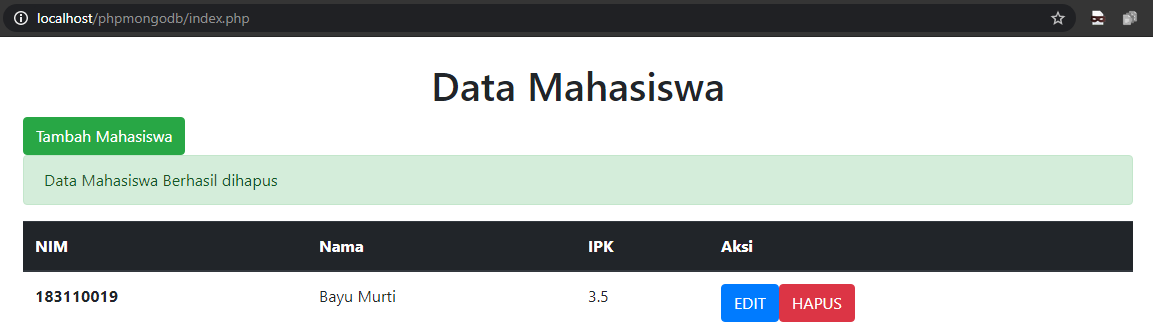 localhost/phpmongodb/index.php
Data Mahasiswa
Tambah Mahasiswa
Data Mahasiswa Berhasil dihapus
NIM Nama IPK Aksi
183110019 Bayu Murti 3.5 EDIT HAPUS